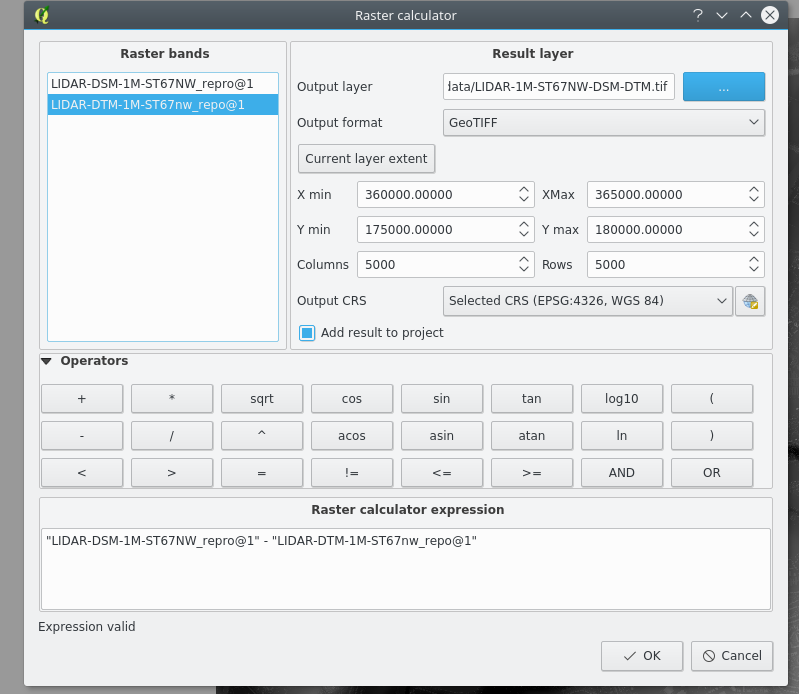 Raster calculator
?
Raster bands
LIDAR-DSM-1M-ST67NW_repro@1
LIDAR-DTM-1M-ST67nw_repo@1
Result layer
Output layer
data/LIDAR-1M-ST67NW-DSM-DTM.tif
...
Output format
GeoTIFF
Current layer extent
X min
360000.00000
XMax
365000.00000
Y min
175000.00000
Y max
180000.00000
Columns
5000
Rows
5000
Output CRS
Selected CRS (EPSG:4326, WGS 84)
Add result to project
Operators
+ * sqrt cos sin tan log10 (
- / ^ acos asin atan ln )
< > = != <= >= AND OR
Raster calculator expression
"LIDAR-DSM-1M-ST67NW_repro@1" - "LIDAR-DTM-1M-ST67nw_repo@1"
Expression valid
OK
Cancel